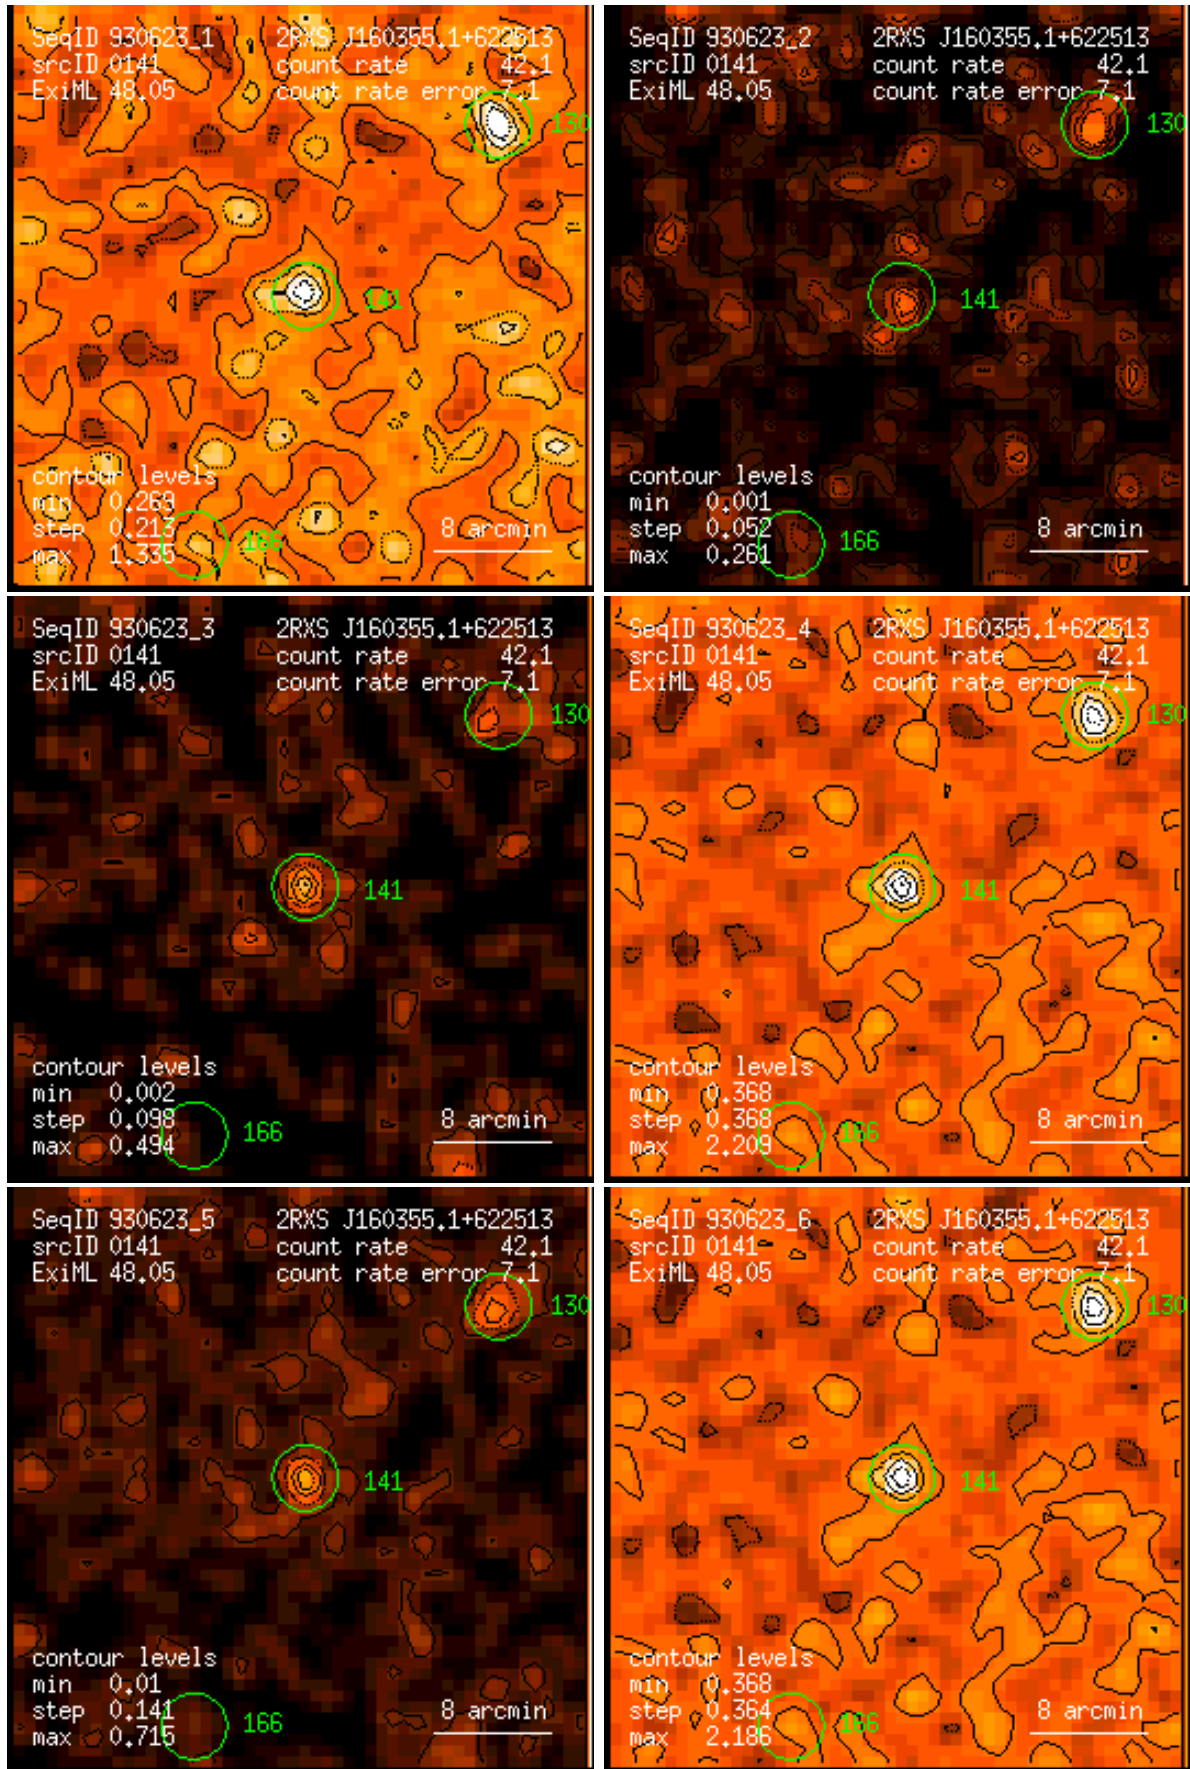 SeqID 930623_1 2RXS J160355.1+622513
srcID 0141 count rate 42.1
ExiML 48.05 count rate error 7.1
130
141
contour levels
min 0.269
step 0.213
max 1.335
166
8 arcmin
SeqID 930623_2 2RXS J160355.1+622513
srcID 0141 count rate 42.1
ExiML 48.05 count rate error 7.1
130
141
contour levels
min 0.001
step 0.052
max 0.261
166
8 arcmin
SeqID 930623_3 2RXS J160355.1+622513
srcID 0141 count rate 42.1
ExiML 48.05 count rate error 7.1
130
141
contour levels
min 0.002
step 0.098
max 0.494
166
8 arcmin
SeqID 930623_4 2RXS J160355.1+622513
srcID 0141 count rate 42.1
ExiML 48.05 count rate error 7.1
130
141
contour levels
min 0.368
step 0.368
max 2.209
166
8 arcmin
SeqID 930623_5 2RXS J160355.1+622513
srcID 0141 count rate 42.1
ExiML 48.05 count rate error 7.1
130
141
contour levels
min 0.01
step 0.141
max 0.715
166
8 arcmin
SeqID 930623_6 2RXS J160355.1+622513
srcID 0141 count rate 42.1
ExiML 48.05 count rate error 7.1
130
141
contour levels
min 0.368
step 0.364
max 2.186
166
8 arcmin